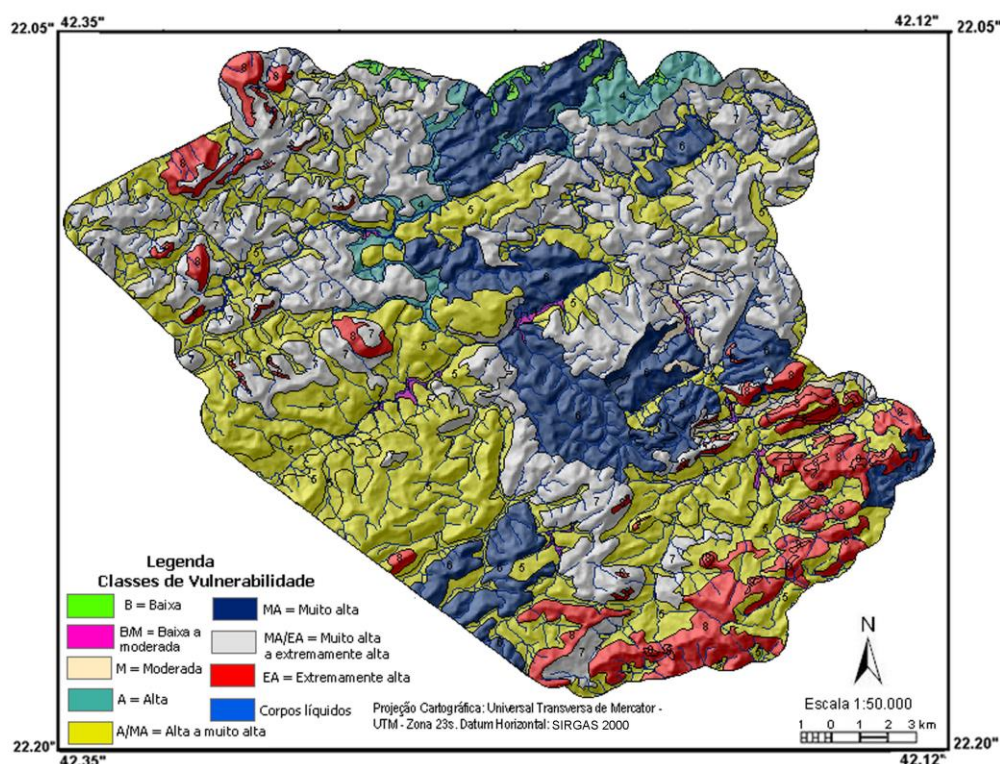 42.35"
42.12"
22.05"
22.05"
Legenda
Classes de Vulnerabilidade
B = Baixa
B/M = Baixa a
moderada
M = Moderada
A = Alta
A/MA = Alta a muito alta
MA = Muito alta
MA/EA = Muito alta
a extremamente alta
EA = Extremamente alta
Corpos líquidos
Projeção Cartográfica: Universal Transversa de Mercator -
UTM - Zona 23s. Datum Horizontal: SIRGAS 2000
N
Escala 1:50.000
1 0 1 2 3 km
22.20"
22.20"
42.35"
42.12"